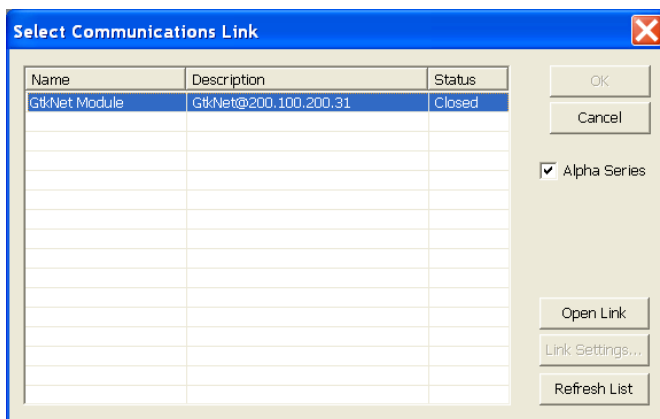 Select Communications Link
Name Description Status
GtkNet Module GtkNet@200.100.200.31 Closed
OK
Cancel
Alpha Series
Open Link
Link Settings...
Refresh List